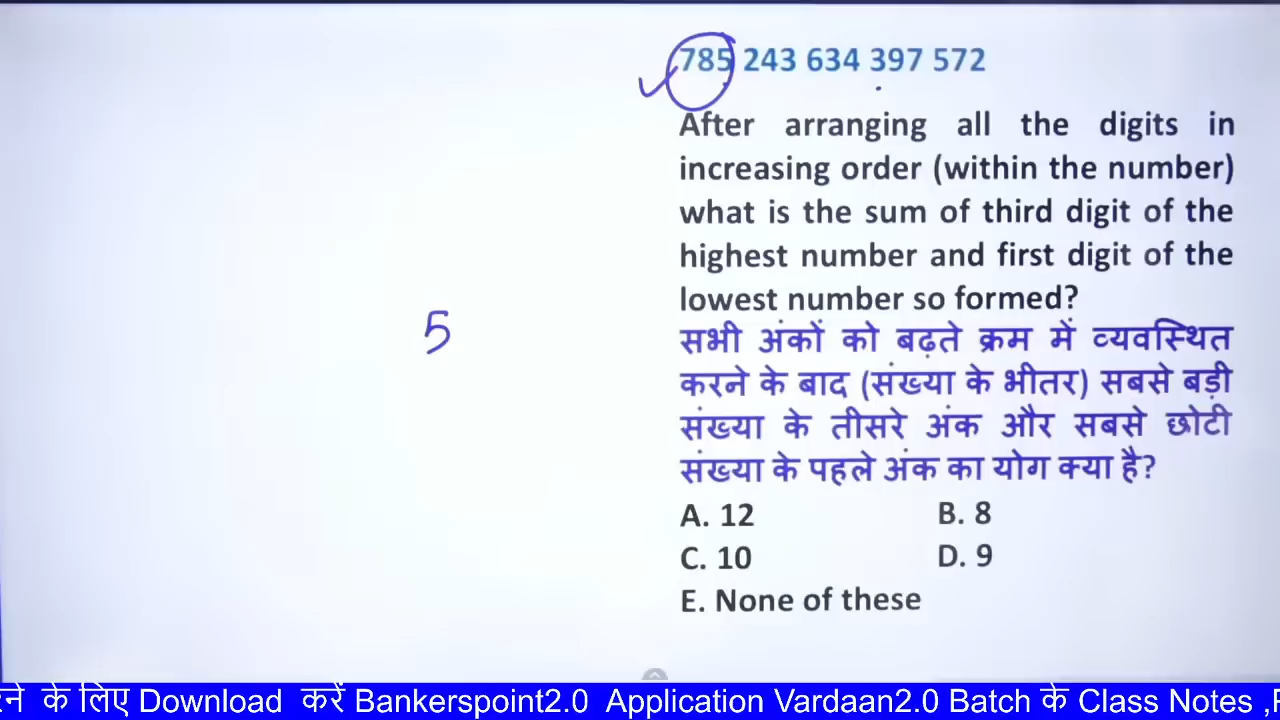 785 243 634 397 572
After arranging all the digits in
increasing order (within the number)
what is the sum of third digit of the
highest number and first digit of the
lowest number so formed?
5
सभी अंकों को बढ़ते क्रम में व्यवस्थित
करने के बाद (संख्या के भीतर) सबसे बड़ी
संख्या के तीसरे अंक और सबसे छोटी
संख्या के पहले अंक का योग क्या है?
A. 12 B. 8
C. 10 D. 9
E. None of these
के लिए Download करें Bankerspoint2.0 Application Vardaan2.0 Batch के Class Notes ,